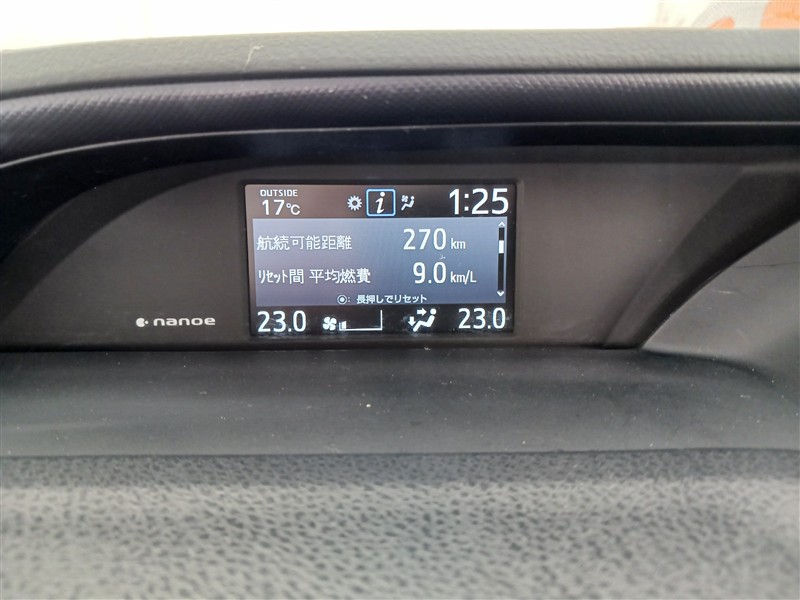 OUTSIDE
17℃
i
1:25
航続可能距離 270 km
リセット間 平均燃費 9.0 km/L
◉: 長押しでリセット
nanoe
23.0 23.0